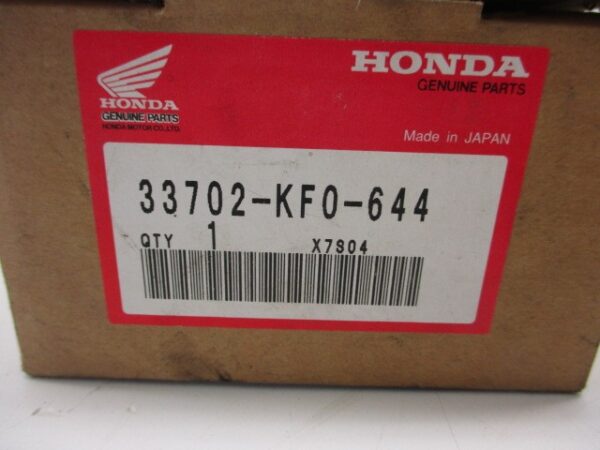 HONDA
GENUINE PARTS
HONDA MOTOR CO.,LTD.
HONDA
GENUINE PARTS
Made in JAPAN
33702-KF0-644
QTY 1 X7S04